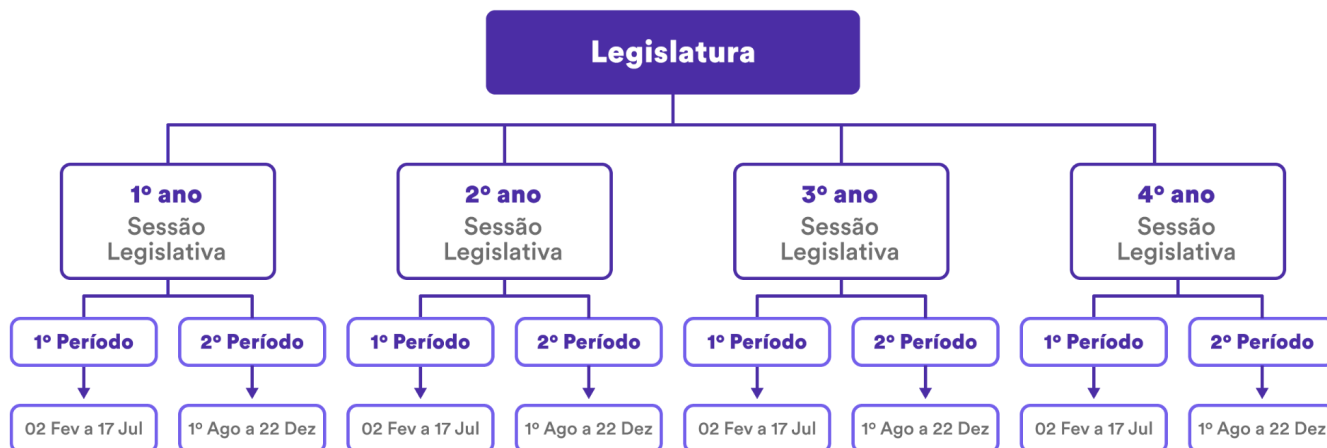 Legislatura
1º ano
Sessão
Legislativa
2º ano
Sessão
Legislativa
3º ano
Sessão
Legislativa
4º ano
Sessão
Legislativa
1º Período
2º Período
1º Período
2º Período
1º Período
2º Período
1º Período
2º Período
02 Fev a 17 Jul
1º Ago a 22 Dez
02 Fev a 17 Jul
1º Ago a 22 Dez
02 Fev a 17 Jul
1º Ago a 22 Dez
02 Fev a 17 Jul
1º Ago a 22 Dez